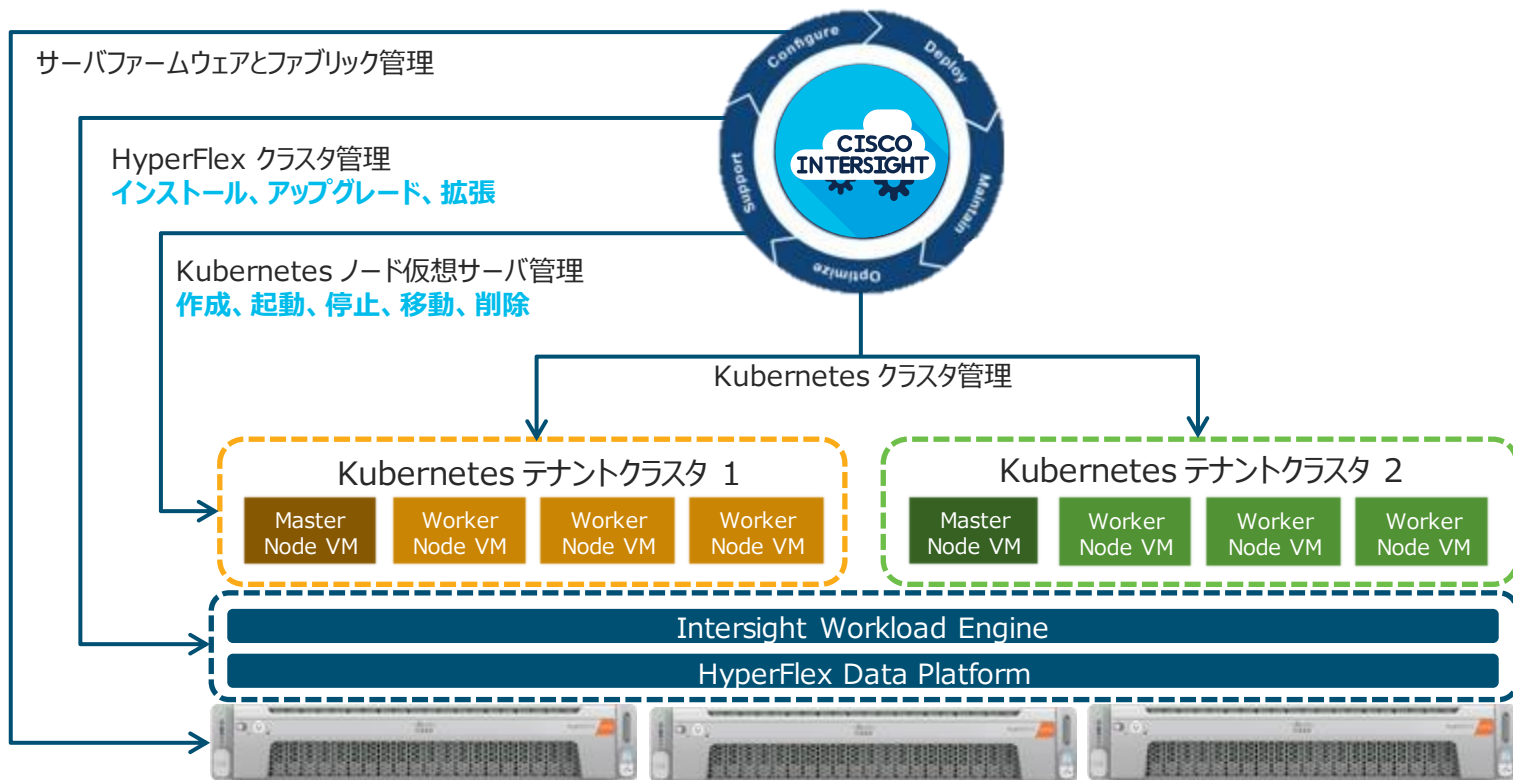 サーバファームウェアとファブリック管理
HyperFlex クラスタ管理
インストール、アップグレード、拡張
Kubernetes ノード仮想サーバ管理
作成、起動、停止、移動、削除
Configure
Deploy
Maintain
Optimize
Support
CISCO
INTERSIGHT
Kubernetes クラスタ管理
Kubernetes テナントクラスタ 1
Master
Node VM
Worker
Node VM
Worker
Node VM
Worker
Node VM
Kubernetes テナントクラスタ 2
Master
Node VM
Worker
Node VM
Worker
Node VM
Worker
Node VM
Intersight Workload Engine
HyperFlex Data Platform